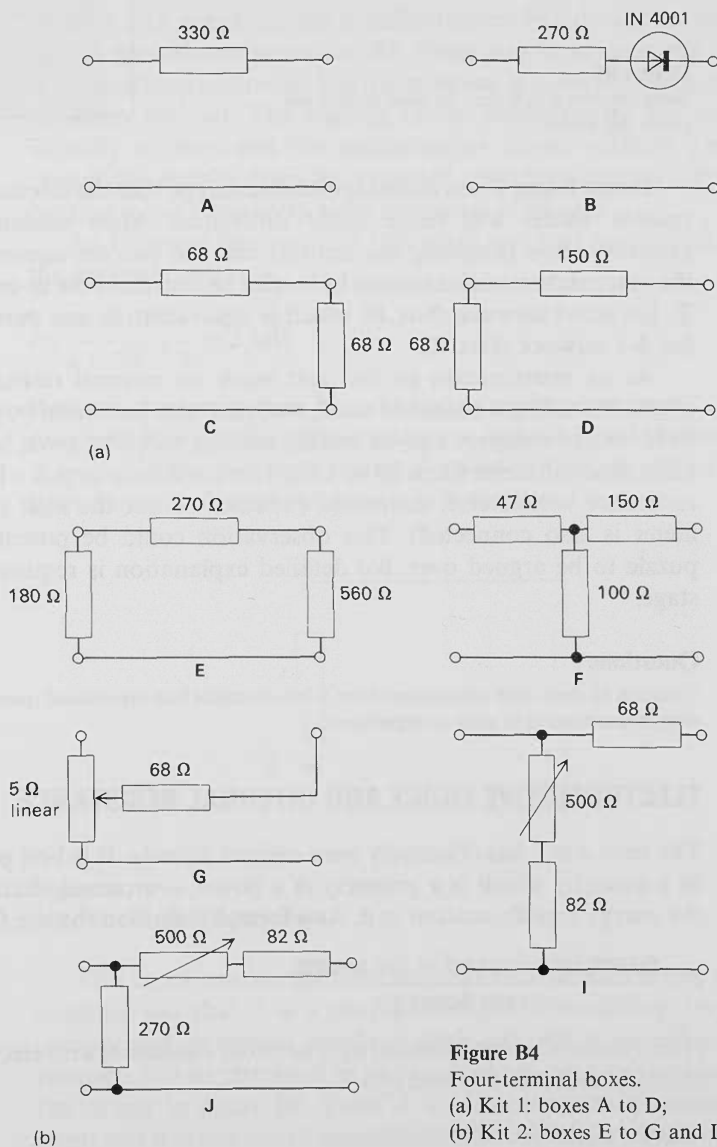 330 Ω
IN 4001
270 Ω
A
B
68 Ω
150 Ω
68 Ω
68 Ω
C
D
(a)
270 Ω
47 Ω
150 Ω
180 Ω
560 Ω
100 Ω
E
F
68 Ω
5 Ω
linear
68 Ω
500 Ω
G
82 Ω
500 Ω
82 Ω
I
270 Ω
J
(b)
Figure B4
Four-terminal boxes.
(a) Kit 1: boxes A to D;
(b) Kit 2: boxes E to G and I